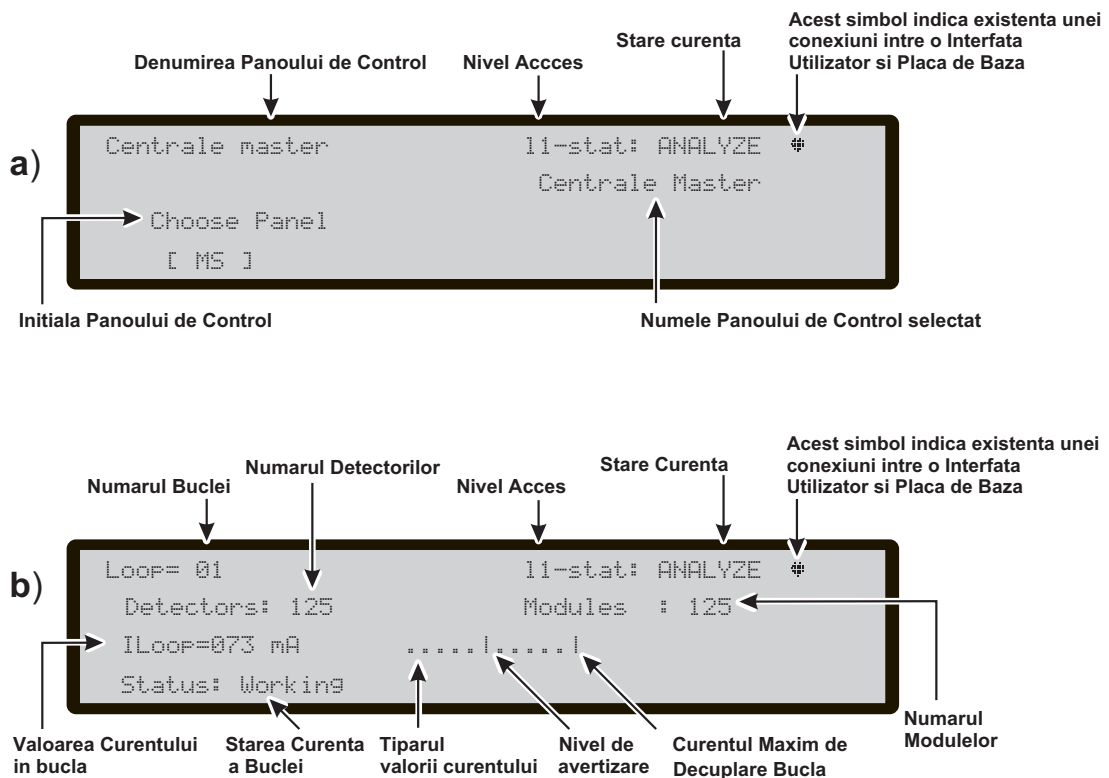 Acest simbol indica existenta unei
conexiuni intre o Interfata
Utilizator si Placa de Baza
Stare curenta
Denumirea Panoului de Control
Nivel Accces
a)
Centrale master
l1-stat: ANALYZE
Centrale Master
Choose Panel
[ MS ]
Initiala Panoului de Control
Numele Panoului de Control selectat
Acest simbol indica existenta unei
conexiuni intre o Interfata
Utilizator si Placa de Baza
Numarul Detectorilor
Stare Curenta
Numarul Buclei
Nivel Acces
b)
Loop= 01
l1-stat: ANALYZE
Detectors: 125
Modules : 125
ILoop=073 mA
.....|.....|
Status: Working
Numarul
Modulelor
Valoarea Curentului
in bucla
Starea Curenta
a Buclei
Tiparul
valorii curentului
Nivel de
avertizare
Curentul Maxim de
Decuplare Bucla